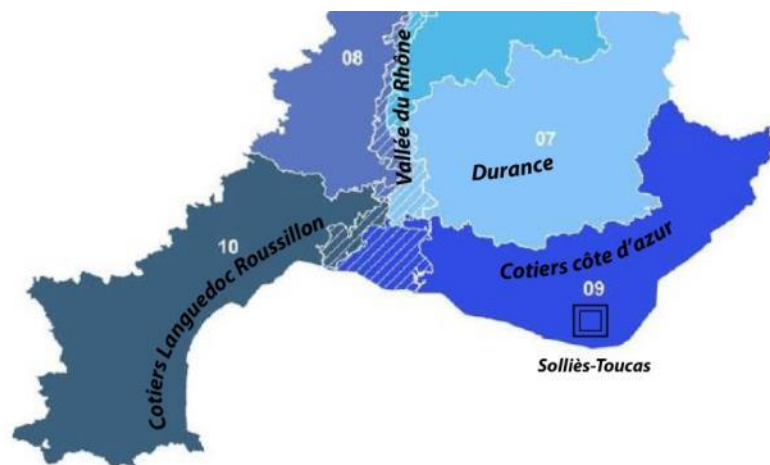 08
Vallée du Rhône
07
Durance
10
Cotiers Languedoc Roussillon
Cotiers côte d'azur
09
Solliès-Toucas